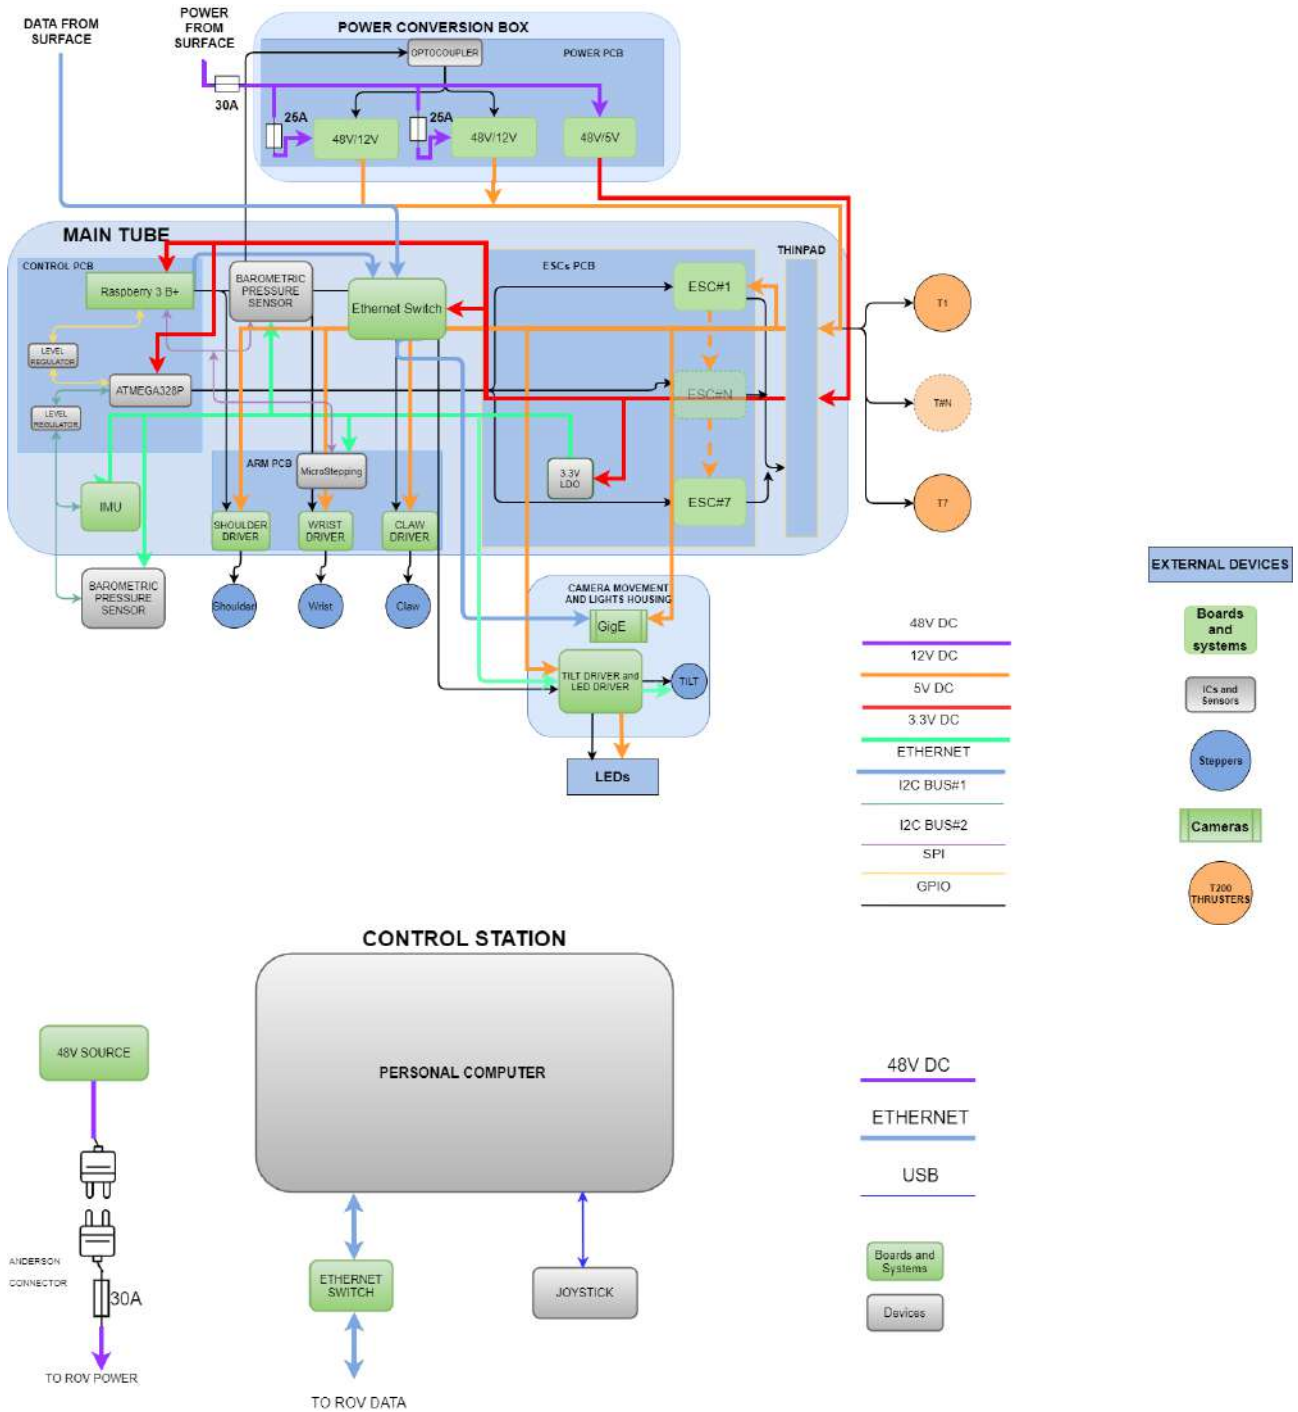 DATA FROM
SURFACE
POWER
FROM
SURFACE
30A
POWER CONVERSION BOX
OPTOCOUPLER
POWER PCB
25A
48V/12V
25A
48V/12V
48V/5V
MAIN TUBE
CONTROL PCB
Raspberry 3 B+
BAROMETRIC
PRESSURE
SENSOR
Ethernet Switch
ESCs PCB
ESC#1
THINPAD
T1
LEVEL
REGULATOR
ATMEGA328P
LEVEL
REGULATOR
ESC#N
T#N
ARM PCB
MicroStepping
3.3V
LDO
ESC#7
T7
IMU
SHOULDER
DRIVER
WRIST
DRIVER
CLAW
DRIVER
BAROMETRIC
PRESSURE
SENSOR
Shoulder
Wrist
Claw
CAMERA MOVEMENT
AND LIGHTS HOUSING
GigE
TILT DRIVER and
LED DRIVER
TILT
LEDs
48V DC
12V DC
5V DC
3.3V DC
ETHERNET
I2C BUS#1
I2C BUS#2
SPI
GPIO
EXTERNAL DEVICES
Boards
and
systems
ICs and
Sensors
Steppers
Cameras
T200
THRUSTERS
CONTROL STATION
48V SOURCE
PERSONAL COMPUTER
ANDERSON
CONNECTOR
30A
TO ROV POWER
ETHERNET
SWITCH
JOYSTICK
TO ROV DATA
48V DC
ETHERNET
USB
Boards and
Systems
Devices